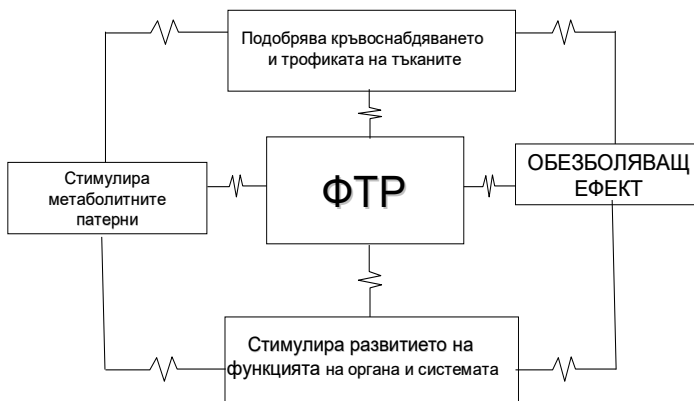 Подобрява кръвоснабдяването
и трофиката на тъканите
Стимулира
метаболитните
патерни
ФТР
ОБЕЗБОЛЯВАЩ
ЕФЕКТ
Стимулира развитието на
функцията на органа и системата